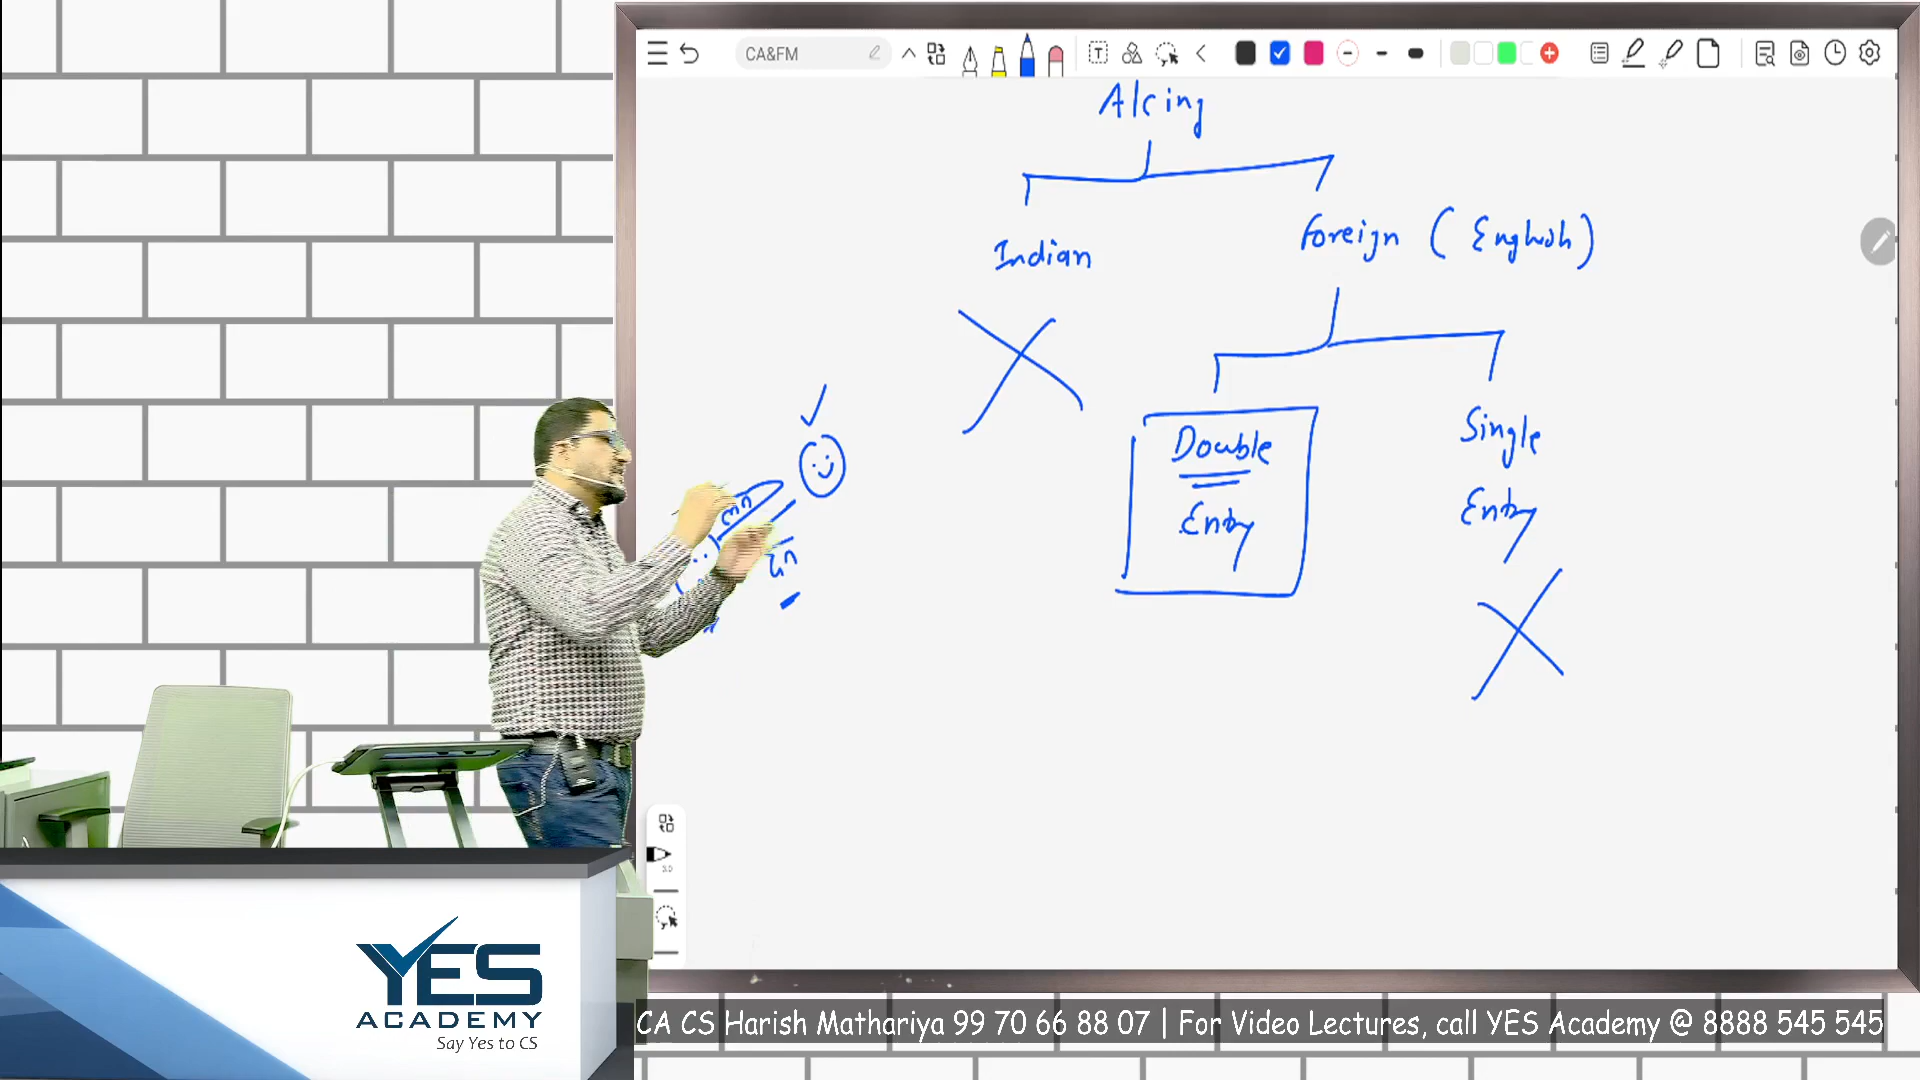 CA&FM
A/cing
Indian
Foreign (English)
Double
Entry
Single
Entry
YES
ACADEMY
Say Yes to CS
CA CS Harish Mathariya 99 70 66 88 07 | For Video Lectures, call YES Academy @ 8888 545 545